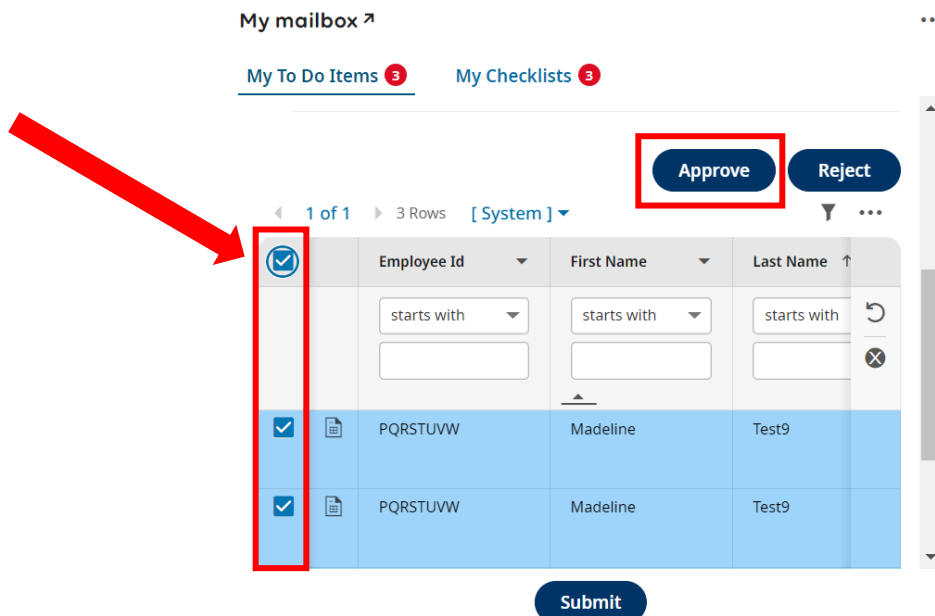 My mailbox
My To Do Items 3 My Checklists 3
Approve Reject
1 of 1 3 Rows [ System ]
Employee Id First Name Last Name
starts with starts with starts with
PQRSTUVW Madeline Test9
PQRSTUVW Madeline Test9
Submit